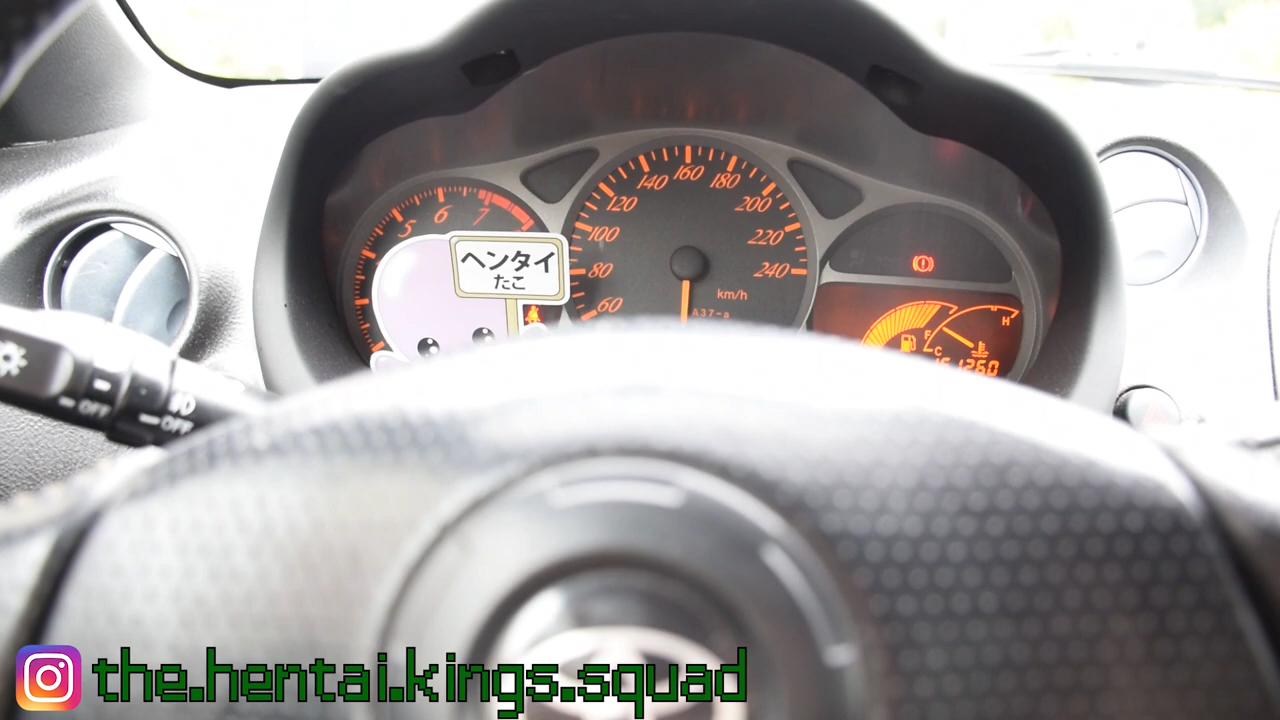 140 160 180
120 200
5 6 7
100 220
ヘンタイ
たこ
80 240
60
km/h
A37-a
F
H
C
OFF
OFF
the.hentai.kings.squad